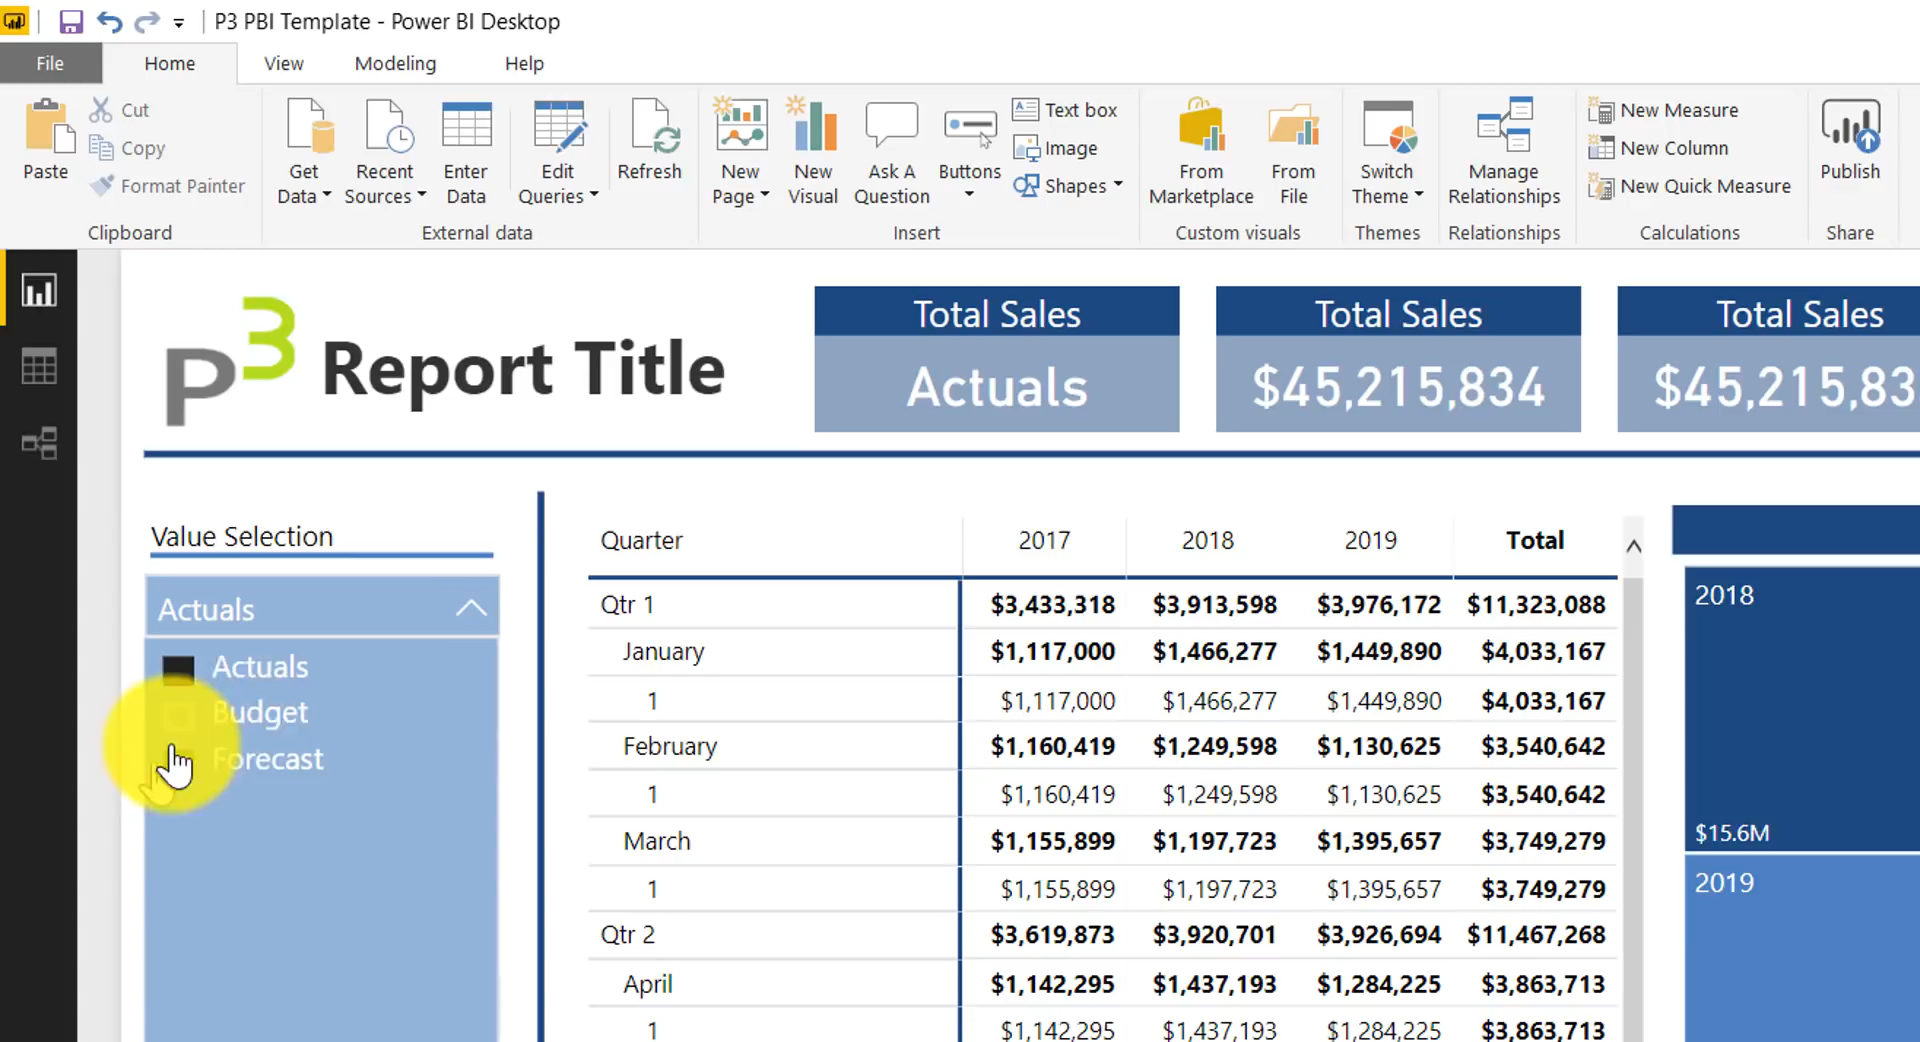 P3 PBI Template - Power BI Desktop
File Home View Modeling Help
Paste
Cut
Copy
Format Painter
Clipboard
Get Data
Recent Sources
Enter Data
Edit Queries
Refresh
External data
New Page
New Visual
Ask A Question
Buttons
Text box
Image
Shapes
Insert
From Marketplace
From File
Custom visuals
Switch Theme
Themes
Manage Relationships
Relationships
New Measure
New Column
New Quick Measure
Calculations
Publish
Share
P3 Report Title
Total Sales
Actuals
Total Sales
$45,215,834
Total Sales
$45,215,83
Value Selection
Actuals
Actuals
Budget
Forecast
Quarter 2017 2018 2019 Total
Qtr 1 $3,433,318 $3,913,598 $3,976,172 $11,323,088
January $1,117,000 $1,466,277 $1,449,890 $4,033,167
1 $1,117,000 $1,466,277 $1,449,890 $4,033,167
February $1,160,419 $1,249,598 $1,130,625 $3,540,642
1 $1,160,419 $1,249,598 $1,130,625 $3,540,642
March $1,155,899 $1,197,723 $1,395,657 $3,749,279
1 $1,155,899 $1,197,723 $1,395,657 $3,749,279
Qtr 2 $3,619,873 $3,920,701 $3,926,694 $11,467,268
April $1,142,295 $1,437,193 $1,284,225 $3,863,713
1 $1,142,295 $1,437,193 $1,284,225 $3,863,713
2018
$15.6M
2019